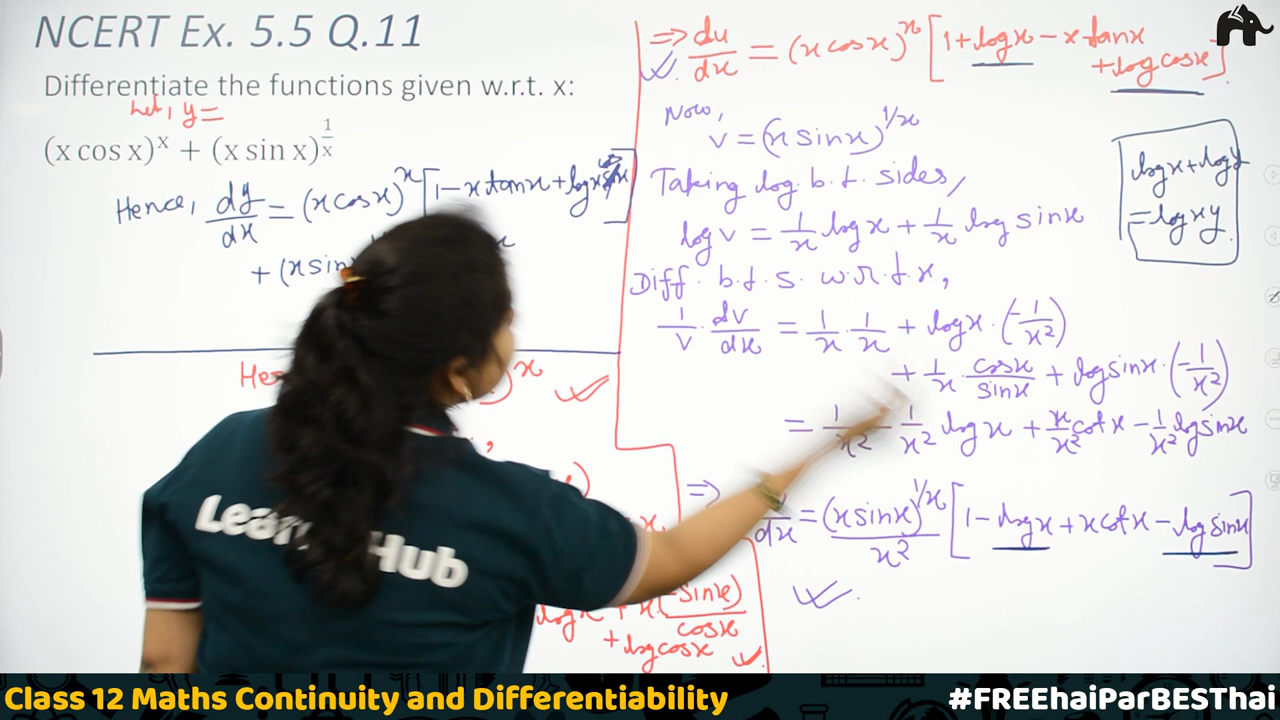 NCERT Ex. 5.5 Q.11
Differentiate the functions given w.r.t. x:
Let, y =
(x cos x)^x + (x sin x)^(1/x)
Hence, dy/dx = (x cos x)^x [1 - x tan x + log
+ (x sin
x
⇒ du/dx = (x cos x)^x [1 + log x - x tan x
+ log cos x]
Now,
v = (x sin x)^(1/x)
Taking log b.t. sides,
log v = 1/x log x + 1/x log sin x
Diff. b.t.s. w.r.t x,
1/v . dv/dx = 1/x . 1/x + log x . (-1/x²)
+ 1/x . cos x/sin x + log sin x . (-1/x²)
= 1/x² 1/x² log x + x/x² cot x - 1/x² log sin x
⇒
dx = (x sin x)^(1/x)/x² [1 - log x + x cot x - log sin x]
log x + log y
= log xy
sin x)
log x + x.
cos x
+ log cos x
Learn Hub
Class 12 Maths Continuity and Differentiability
#FREEhaiParBESThai